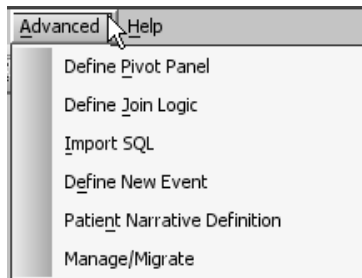 Advanced Help
Define Pivot Panel
Define Join Logic
Import SQL
Define New Event
Patient Narrative Definition
Manage/Migrate